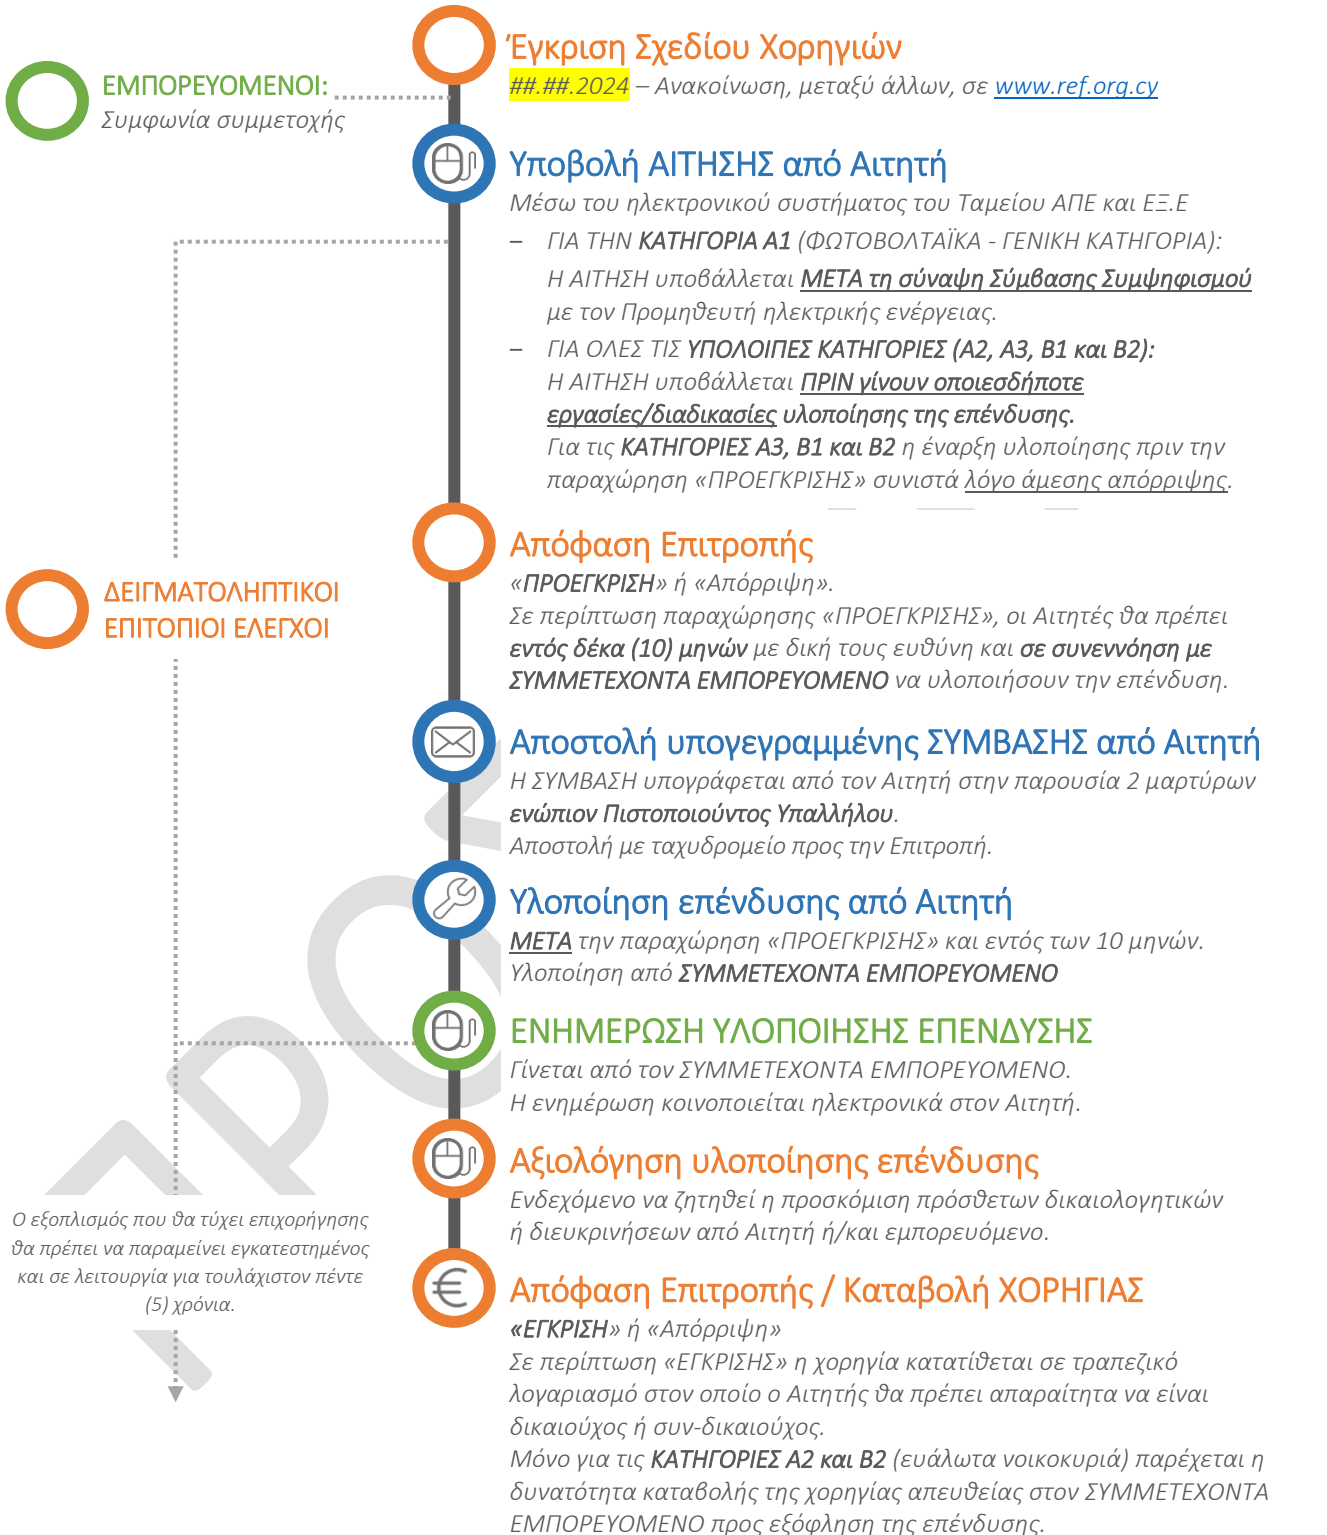 Έγκριση Σχεδίου Χορηγιών
##.##.2024 – Ανακοίνωση, μεταξύ άλλων, σε www.ref.org.cy
ΕΜΠΟΡΕΥΟΜΕΝΟΙ:
Συμφωνία συμμετοχής
Υποβολή ΑΙΤΗΣΗΣ από Αιτητή
Μέσω του ηλεκτρονικού συστήματος του Ταμείου ΑΠΕ και ΕΞ.Ε
– ΓΙΑ ΤΗΝ ΚΑΤΗΓΟΡΙΑ Α1 (ΦΩΤΟΒΟΛΤΑΪΚΑ - ΓΕΝΙΚΗ ΚΑΤΗΓΟΡΙΑ):
Η ΑΙΤΗΣΗ υποβάλλεται ΜΕΤΑ τη σύναψη Σύμβασης Συμψηφισμού
με τον Προμηθευτή ηλεκτρικής ενέργειας.
– ΓΙΑ ΟΛΕΣ ΤΙΣ ΥΠΟΛΟΙΠΕΣ ΚΑΤΗΓΟΡΙΕΣ (Α2, Α3, Β1 και Β2):
Η ΑΙΤΗΣΗ υποβάλλεται ΠΡΙΝ γίνουν οποιεσδήποτε
εργασίες/διαδικασίες υλοποίησης της επένδυσης.
Για τις ΚΑΤΗΓΟΡΙΕΣ Α3, Β1 και Β2 η έναρξη υλοποίησης πριν την
παραχώρηση «ΠΡΟΕΓΚΡΙΣΗΣ» συνιστά λόγο άμεσης απόρριψης.
Απόφαση Επιτροπής
«ΠΡΟΕΓΚΡΙΣΗ» ή «Απόρριψη».
Σε περίπτωση παραχώρησης «ΠΡΟΕΓΚΡΙΣΗΣ», οι Αιτητές θα πρέπει
εντός δέκα (10) μηνών με δική τους ευθύνη και σε συνεννόηση με
ΣΥΜΜΕΤΕΧΟΝΤΑ ΕΜΠΟΡΕΥΟΜΕΝΟ να υλοποιήσουν την επένδυση.
ΔΕΙΓΜΑΤΟΛΗΠΤΙΚΟΙ
ΕΠΙΤΟΠΙΟΙ ΕΛΕΓΧΟΙ
Αποστολή υπογεγραμμένης ΣΥΜΒΑΣΗΣ από Αιτητή
Η ΣΥΜΒΑΣΗ υπογράφεται από τον Αιτητή στην παρουσία 2 μαρτύρων
ενώπιον Πιστοποιούντος Υπαλλήλου.
Αποστολή με ταχυδρομείο προς την Επιτροπή.
Υλοποίηση επένδυσης από Αιτητή
ΜΕΤΑ την παραχώρηση «ΠΡΟΕΓΚΡΙΣΗΣ» και εντός των 10 μηνών.
Υλοποίηση από ΣΥΜΜΕΤΕΧΟΝΤΑ ΕΜΠΟΡΕΥΟΜΕΝΟ
ΕΝΗΜΕΡΩΣΗ ΥΛΟΠΟΙΗΣΗΣ ΕΠΕΝΔΥΣΗΣ
Γίνεται από τον ΣΥΜΜΕΤΕΧΟΝΤΑ ΕΜΠΟΡΕΥΟΜΕΝΟ.
Η ενημέρωση κοινοποιείται ηλεκτρονικά στον Αιτητή.
Αξιολόγηση υλοποίησης επένδυσης
Ενδεχόμενο να ζητηθεί η προσκόμιση πρόσθετων δικαιολογητικών
ή διευκρινήσεων από Αιτητή ή/και εμπορευόμενο.
Ο εξοπλισμός που θα τύχει επιχορήγησης
θα πρέπει να παραμείνει εγκατεστημένος
και σε λειτουργία για τουλάχιστον πέντε
(5) χρόνια.
Απόφαση Επιτροπής / Καταβολή ΧΟΡΗΓΙΑΣ
«ΕΓΚΡΙΣΗ» ή «Απόρριψη»
Σε περίπτωση «ΕΓΚΡΙΣΗΣ» η χορηγία κατατίθεται σε τραπεζικό
λογαριασμό στον οποίο ο Αιτητής θα πρέπει απαραίτητα να είναι
δικαιούχος ή συν-δικαιούχος.
Μόνο για τις ΚΑΤΗΓΟΡΙΕΣ Α2 και Β2 (ευάλωτα νοικοκυριά) παρέχεται η
δυνατότητα καταβολής της χορηγίας απευθείας στον ΣΥΜΜΕΤΕΧΟΝΤΑ
ΕΜΠΟΡΕΥΟΜΕΝΟ προς εξόφληση της επένδυσης.